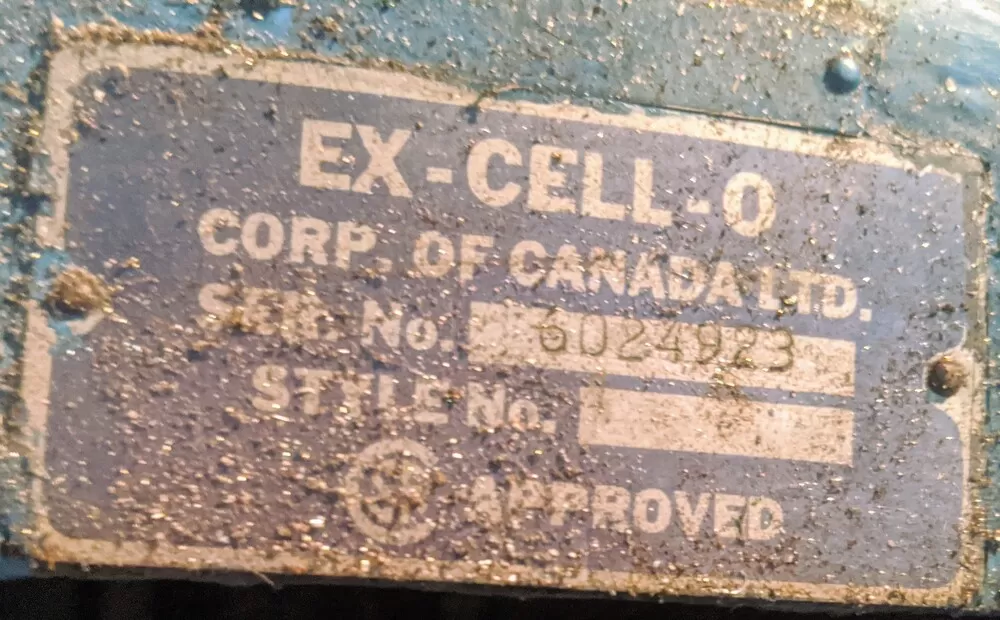 EX-CELL-O
CORP. OF CANADA LTD.
SER. No. 6024923
STYLE No.
APPROVED